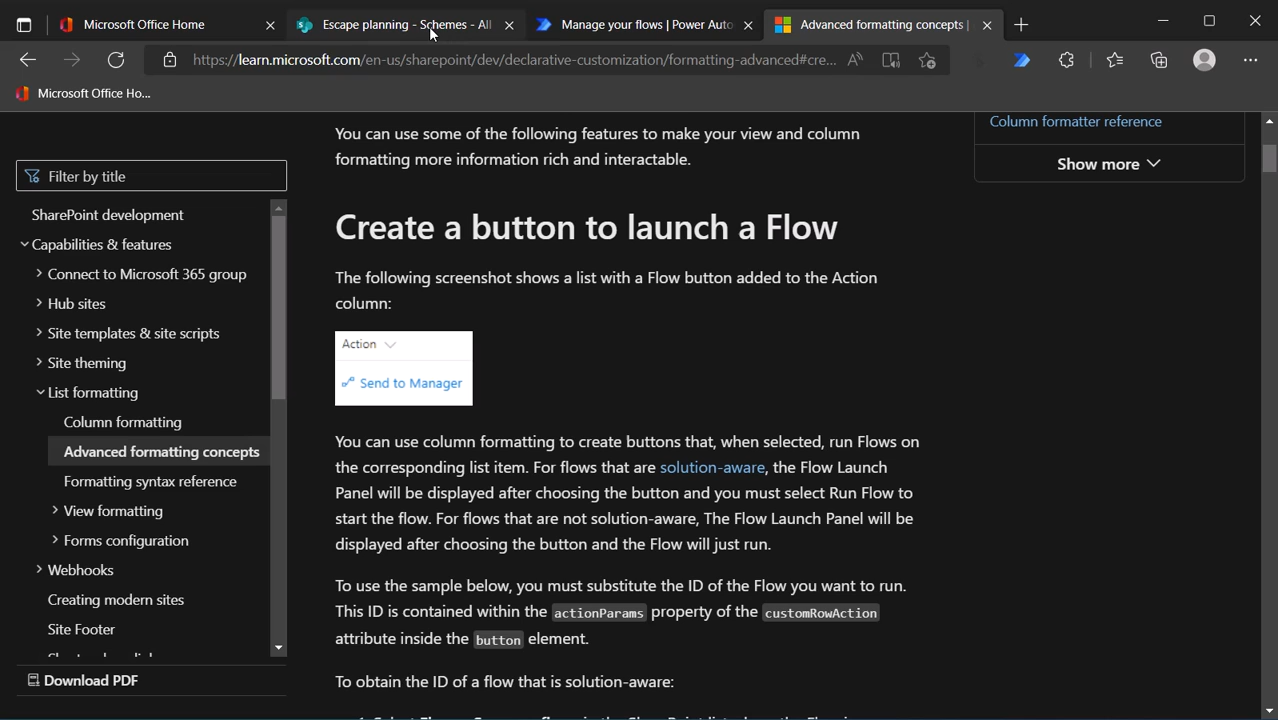 Microsoft Office Home
Escape planning - Schemes - All
Manage your flows | Power Auto
Advanced formatting concepts |
https://learn.microsoft.com/en-us/sharepoint/dev/declarative-customization/formatting-advanced#cre...
Microsoft Office Ho...
Filter by title
SharePoint development
Capabilities & features
Connect to Microsoft 365 group
Hub sites
Site templates & site scripts
Site theming
List formatting
Column formatting
Advanced formatting concepts
Formatting syntax reference
View formatting
Forms configuration
Webhooks
Creating modern sites
Site Footer
Download PDF
You can use some of the following features to make your view and column
formatting more information rich and interactable.
Create a button to launch a Flow
The following screenshot shows a list with a Flow button added to the Action
column:
Action
Send to Manager
You can use column formatting to create buttons that, when selected, run Flows on
the corresponding list item. For flows that are solution-aware, the Flow Launch
Panel will be displayed after choosing the button and you must select Run Flow to
start the flow. For flows that are not solution-aware, The Flow Launch Panel will be
displayed after choosing the button and the Flow will just run.
To use the sample below, you must substitute the ID of the Flow you want to run.
This ID is contained within the actionParams property of the customRowAction
attribute inside the button element.
To obtain the ID of a flow that is solution-aware:
Column formatter reference
Show more